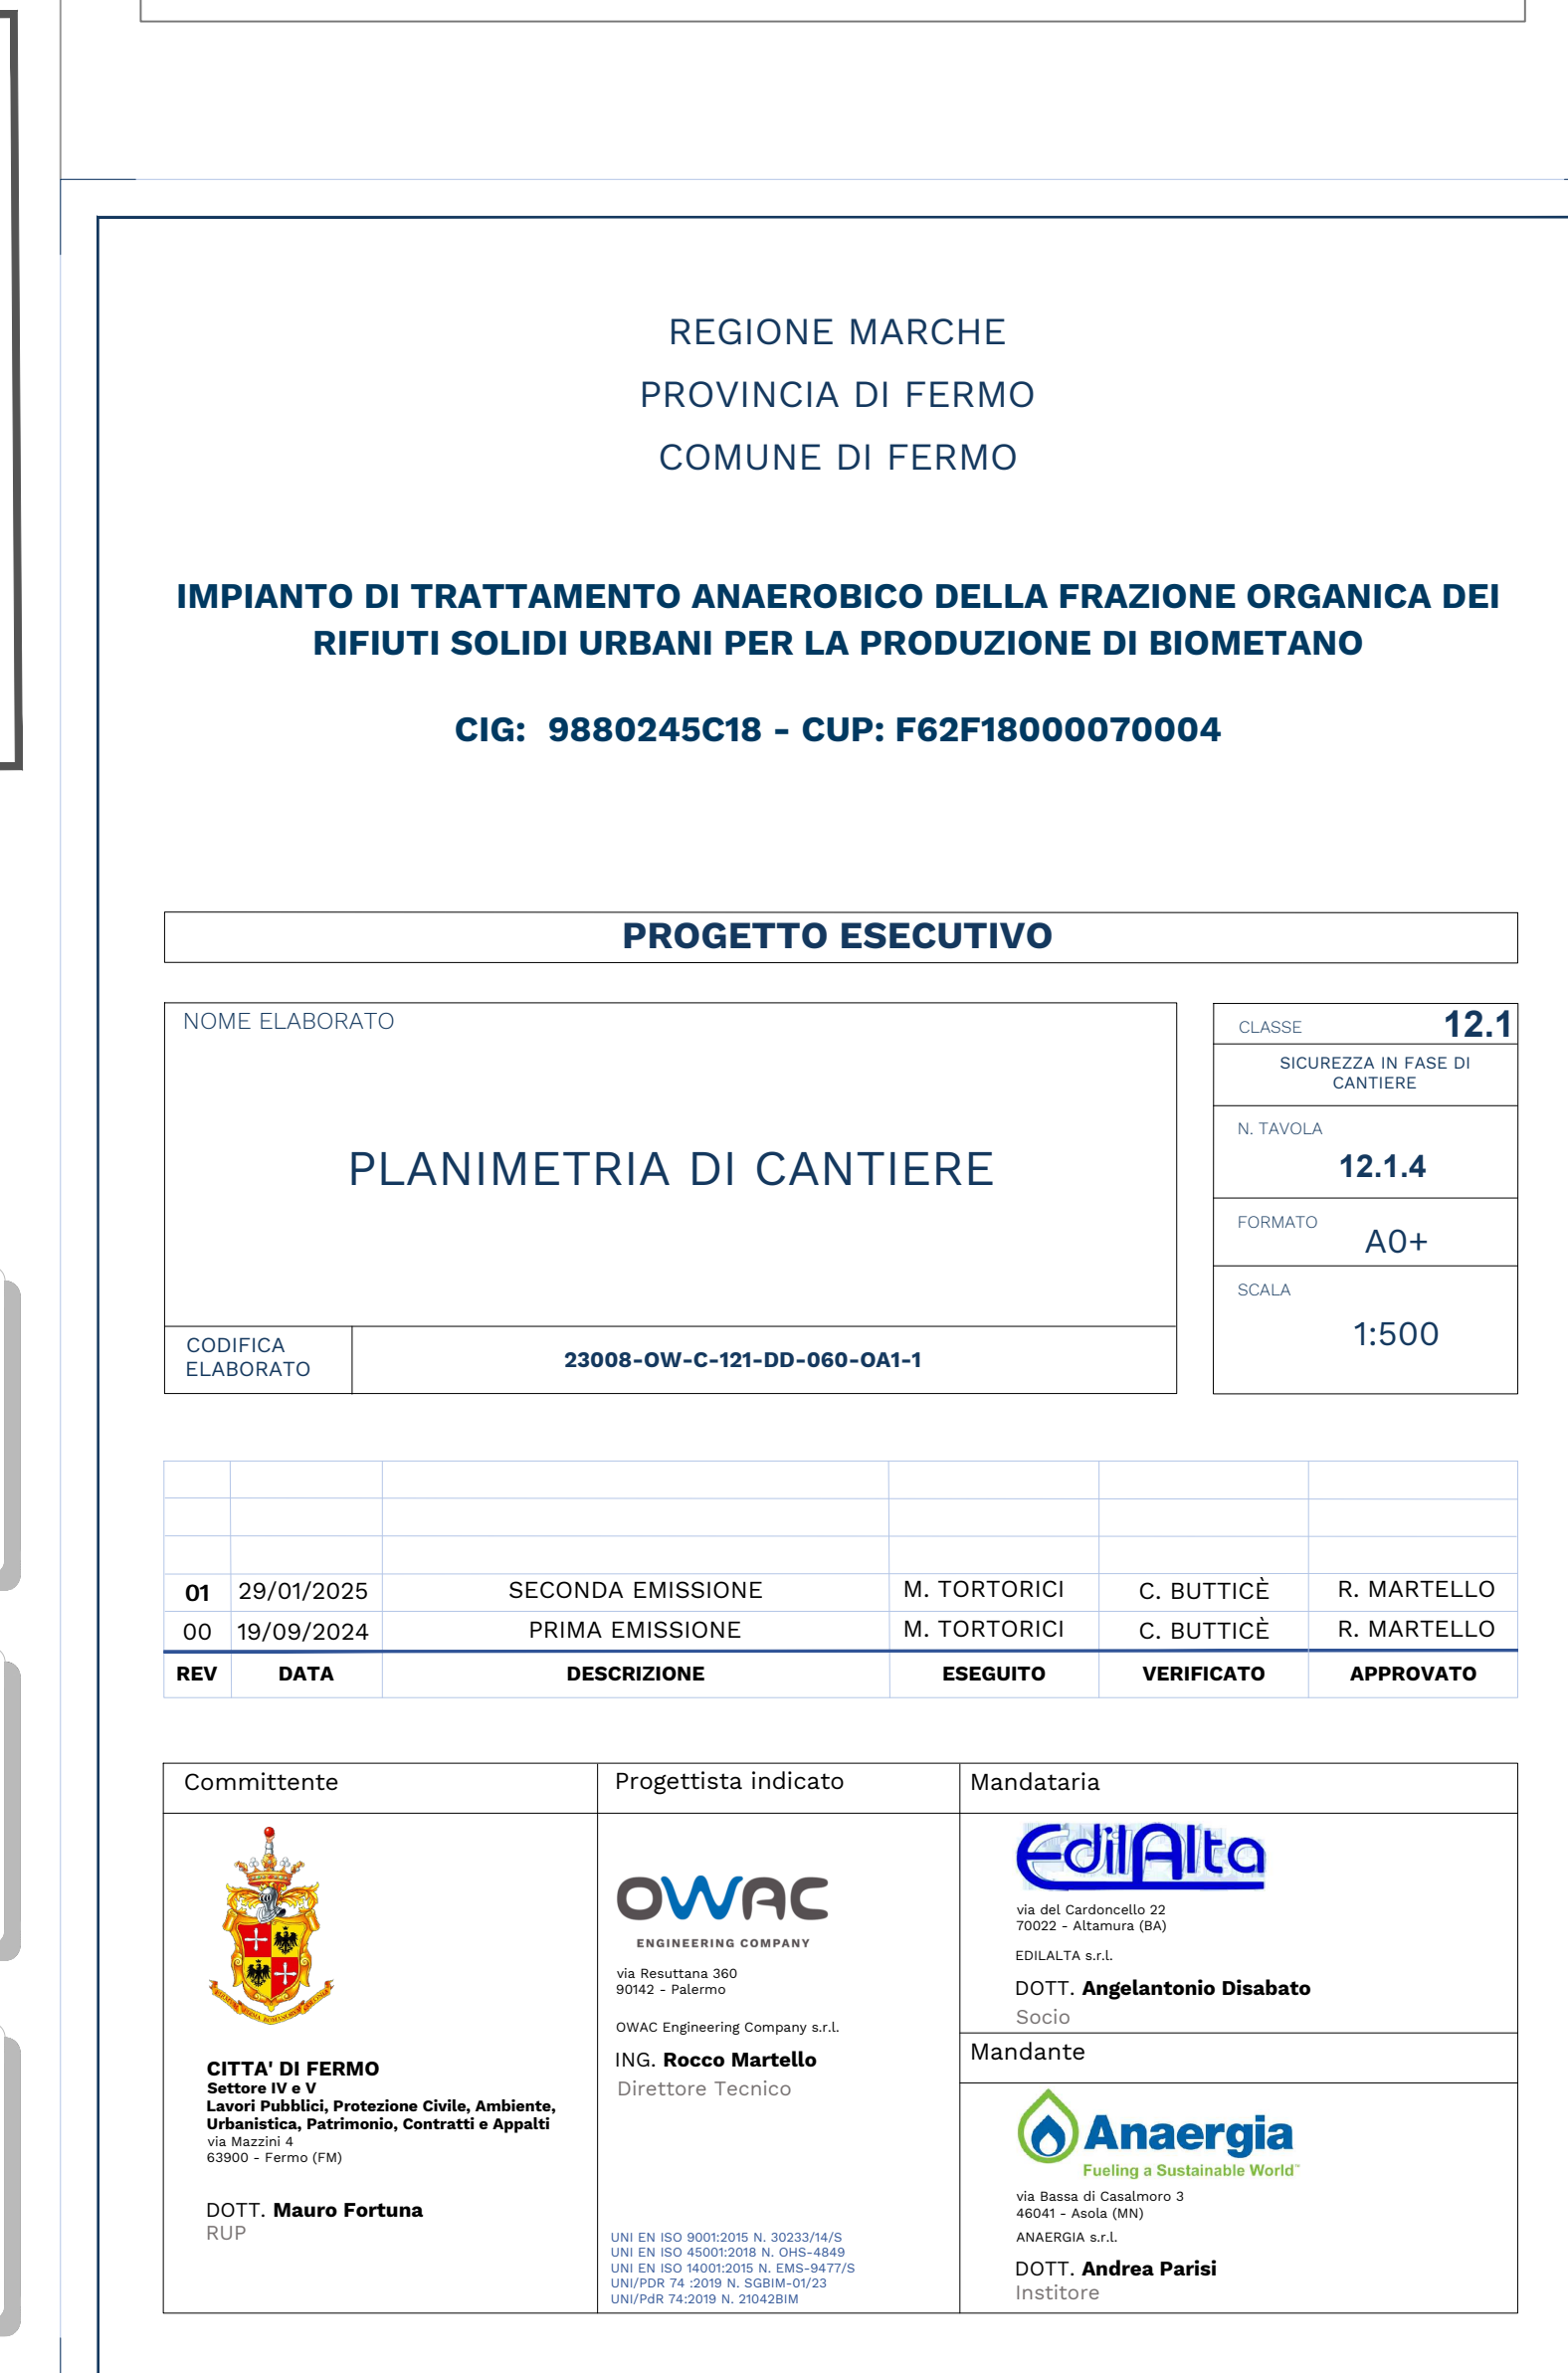 REGIONE MARCHE
PROVINCIA DI FERMO
COMUNE DI FERMO
IMPIANTO DI TRATTAMENTO ANAEROBICO DELLA FRAZIONE ORGANICA DEI
RIFIUTI SOLIDI URBANI PER LA PRODUZIONE DI BIOMETANO
CIG: 9880245C18 - CUP: F62F18000070004
PROGETTO ESECUTIVO
NOME ELABORATO
PLANIMETRIA DI CANTIERE
CODIFICA
ELABORATO
23008-OW-C-121-DD-060-OA1-1
CLASSE 12.1
SICUREZZA IN FASE DI
CANTIERE
N. TAVOLA
12.1.4
FORMATO
A0+
SCALA
1:500
01 29/01/2025 SECONDA EMISSIONE M. TORTORICI C. BUTTICÈ R. MARTELLO
00 19/09/2024 PRIMA EMISSIONE M. TORTORICI C. BUTTICÈ R. MARTELLO
REV DATA DESCRIZIONE ESEGUITO VERIFICATO APPROVATO
Committente
CITTA' DI FERMO
Settore IV e V
Lavori Pubblici, Protezione Civile, Ambiente,
Urbanistica, Patrimonio, Contratti e Appalti
via Mazzini 4
63900 - Fermo (FM)
DOTT. Mauro Fortuna
RUP
Progettista indicato
OWAC
ENGINEERING COMPANY
via Resuttana 360
90142 - Palermo
OWAC Engineering Company s.r.l.
ING. Rocco Martello
Direttore Tecnico
UNI EN ISO 9001:2015 N. 30233/14/S
UNI EN ISO 45001:2018 N. OHS-4849
UNI EN ISO 14001:2015 N. EMS-9477/S
UNI/PDR 74 :2019 N. SGBIM-01/23
UNI/PdR 74:2019 N. 21042BIM
Mandataria
EdilAlta
via del Cardoncello 22
70022 - Altamura (BA)
EDILALTA s.r.l.
DOTT. Angelantonio Disabato
Socio
Mandante
Anaergia
Fueling a Sustainable World™
via Bassa di Casalmoro 3
46041 - Asola (MN)
ANAERGIA s.r.l.
DOTT. Andrea Parisi
Institore